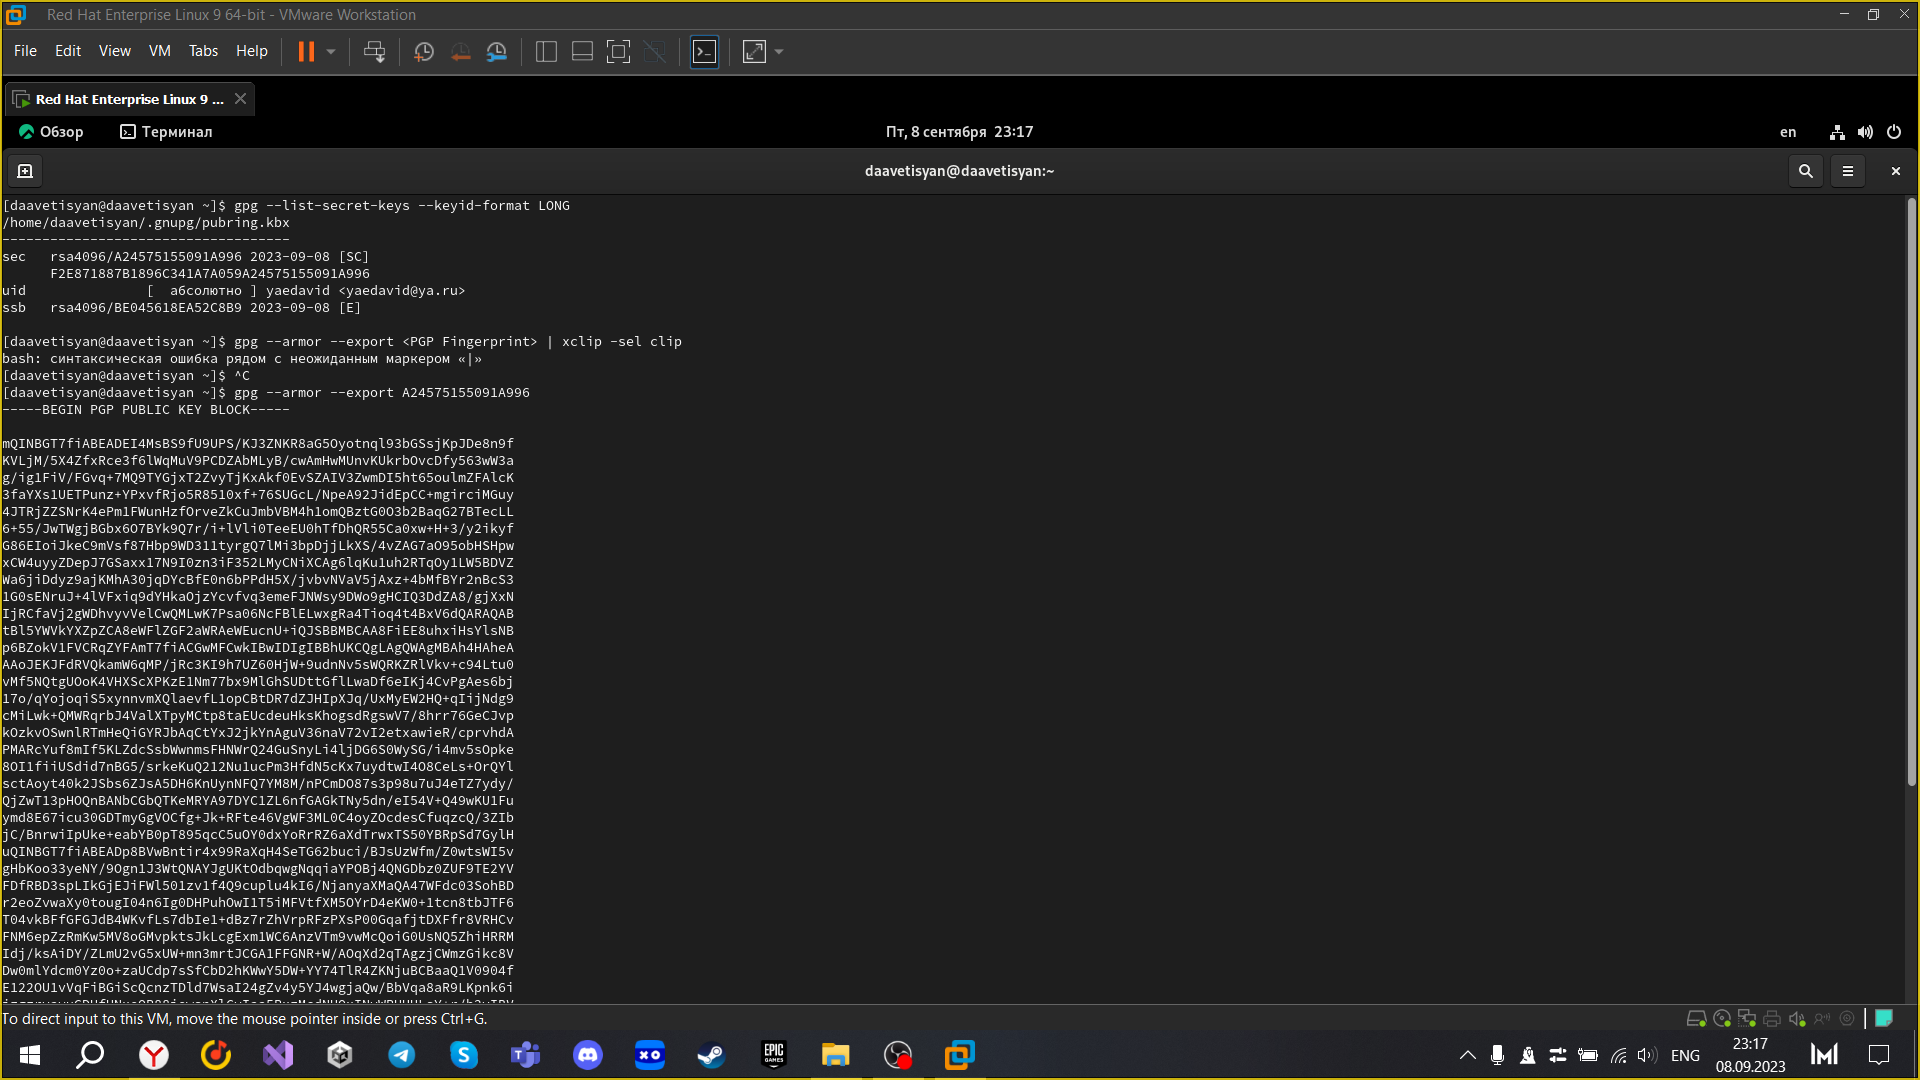 Red Hat Enterprise Linux 9 64-bit - VMware Workstation
File Edit View VM Tabs Help
Red Hat Enterprise Linux 9 ...
Обзор Терминал Пт, 8 сентября 23:17 en
daavetisyan@daavetisyan:~
[daavetisyan@daavetisyan ~]$ gpg --list-secret-keys --keyid-format LONG
/home/daavetisyan/.gnupg/pubring.kbx
------------------------------------
sec rsa4096/A24575155091A996 2023-09-08 [SC]
F2E871887B1896C341A7A059A24575155091A996
uid [ абсолютно ] yaedavid <yaedavid@ya.ru>
ssb rsa4096/BE045618EA52C8B9 2023-09-08 [E]
[daavetisyan@daavetisyan ~]$ gpg --armor --export <PGP Fingerprint> | xclip -sel clip
bash: синтаксическая ошибка рядом с неожиданным маркером «|»
[daavetisyan@daavetisyan ~]$ ^C
[daavetisyan@daavetisyan ~]$ gpg --armor --export A24575155091A996
-----BEGIN PGP PUBLIC KEY BLOCK-----
mQINBGT7fiABEADEI4MsBS9fU9UPS/KJ3ZNKR8aG5Oyotnql93bGSsjKpJDe8n9f
KVLjM/5X4ZfxRce3f6lWqMuV9PCDZAbMLyB/cwAmHwMUnvKUkrbOvcDfy563wW3a
g/ig1FiV/FGvq+7MQ9TYGjxT2ZvyTjKxAkf0EvSZAIV3ZwmDI5ht65oulmZFAlcK
3faYXs1UETPunz+YPxvfRjo5R8510xf+76SUGcL/NpeA92JidEpCC+mgirciMGuy
4JTRjZZSNrK4ePm1FWunHzfOrveZkCuJmbVBM4h1omQBztG0O3b2BaqG27BTecLL
6+55/JwTWgjBGbx6O7BYk9Q7r/i+lVli0TeeEU0hTfDhQR55Ca0xw+H+3/y2ikyf
G86EIoiJkeC9mVsf87Hbp9WD311tyrgQ7lMi3bpDjjLkXS/4vZAG7aO95obHSHpw
xCW4uyyZDepJ7GSaxx17N9I0zn3iF352LMyCNiXCAg6lqKu1uh2RTqOy1LW5BDVZ
Wa6jiDdyz9ajKMhA30jqDYcBfE0n6bPPdH5X/jvbvNVaV5jAxz+4bMfBYr2nBcS3
1G0sENruJ+4lVFxiq9dYHkaOjzYcvfvq3emeFJNWsy9DWo9gHCIQ3DdZA8/gjXxN
IjRCfaVj2gWDhvyvVelCwQMLwK7Psa06NcFBlELwxgRa4Tioq4t4BxV6dQARAQAB
tBl5YWVkYXZpZCA8eWFlZGF2aWRAeWEucnU+iQJSBBMBCAA8FiEE8uhxiHsYlsNB
p6BZokV1FVCRqZYFAmT7fiACGwMFCwkIBwIDIgIBBhUKCQgLAgQWAgMBAh4HAheA
AAoJEKJFdRVQkamW6qMP/jRc3KI9h7UZ60HjW+9udnNv5sWQRKZRlVkv+c94Ltu0
vMf5NQtgUOoK4VHXScXPKzE1Nm77bx9MlGhSUDttGflLwaDf6eIKj4CvPgAes6bj
17o/qYojoqiS5xynnvmXQlaevfL1opCBtDR7dZJHIpXJq/UxMyEW2HQ+qIijNdg9
cMiLwk+QMWRqrbJ4ValXTpyMCtp8taEUcdeuHksKhogsdRgswV7/8hrr76GeCJvp
kOzkvOSwnlRTmHeQiGYRJbAqCtYxJ2jkYnAguV36naV72vI2etxawieR/cprvhdA
PMARcYuf8mIf5KLZdcSsbWwnmsFHNWrQ24GuSnyLi4ljDG6S0WySG/i4mv5sOpke
8OI1fiiUSdid7nBG5/srkeKuQ212Nu1ucPm3HfdN5cKx7uydtwI4O8CeLs+OrQYl
sctAoyt40k2JSbs6ZJsA5DH6KnUynNFQ7YM8M/nPCmDO87s3p98u7uJ4eTZ7ydy/
QjZwT13pHOQnBANbCGbQTKeMRYA97DYC1ZL6nfGAGkTNy5dn/eI54V+Q49wKU1Fu
ymd8E67icu30GDTmyGgVOCfg+Jk+RFte46VgWF3ML0C4oyZOcdesCfuqzcQ/3ZIb
jC/BnrwiIpUke+eabYB0pT895qcC5uOY0dxYoRrRZ6aXdTrwxTS50YBRpSd7GylH
uQINBGT7fiABEADp8BVwBntir4x99RaXqH4SeTG62buci/BJsUzWfm/Z0wtsWI5v
gHbKoo33yeNY/9Ogn1J3WtQNAYJgUKtOdbqwgNqqiaYPOBj4QNGDbz0ZUF9TE2YV
FDfRBD3spLIkGjEJiFWl501zv1f4Q9cuplu4kI6/NjanyaXMaQA47WFdc03SohBD
r2eoZvwaXy0tougI04n6Ig0DHPuhOwI1T5iMFVtfXM5OYrD4eKW0+1tcn8tbJTF6
T04vkBFfGFGJdB4WKvfLs7dbIe1+dBz7rZhVrpRFzPXsP00GqafjtDXFfr8VRHCv
FNM6epZzRmKw5MV8oGMvpktsJkLcgExm1WC6AnzVTm9vwMcQoiG0UsNQ5ZhiHRRM
Idj/ksAiDY/ZLmU2vG5xUW+mn3mrtJCGA1FFGNR+W/AOqXd2qTAgzjCWmzGikc8V
Dw0mlYdcm0Yz0o+zaUCdp7sSfCbD2hKWwY5DW+YY74TlR4ZKNjuBCBaaQ1V0904f
E122OU1vVqFiBGiScQcnzTDld7WsaI24gZv4y5YJ4wgjaQw/BbVqa8aR9LKpnk6i
To direct input to this VM, move the mouse pointer inside or press Ctrl+G.
ENG
23:17
08.09.2023